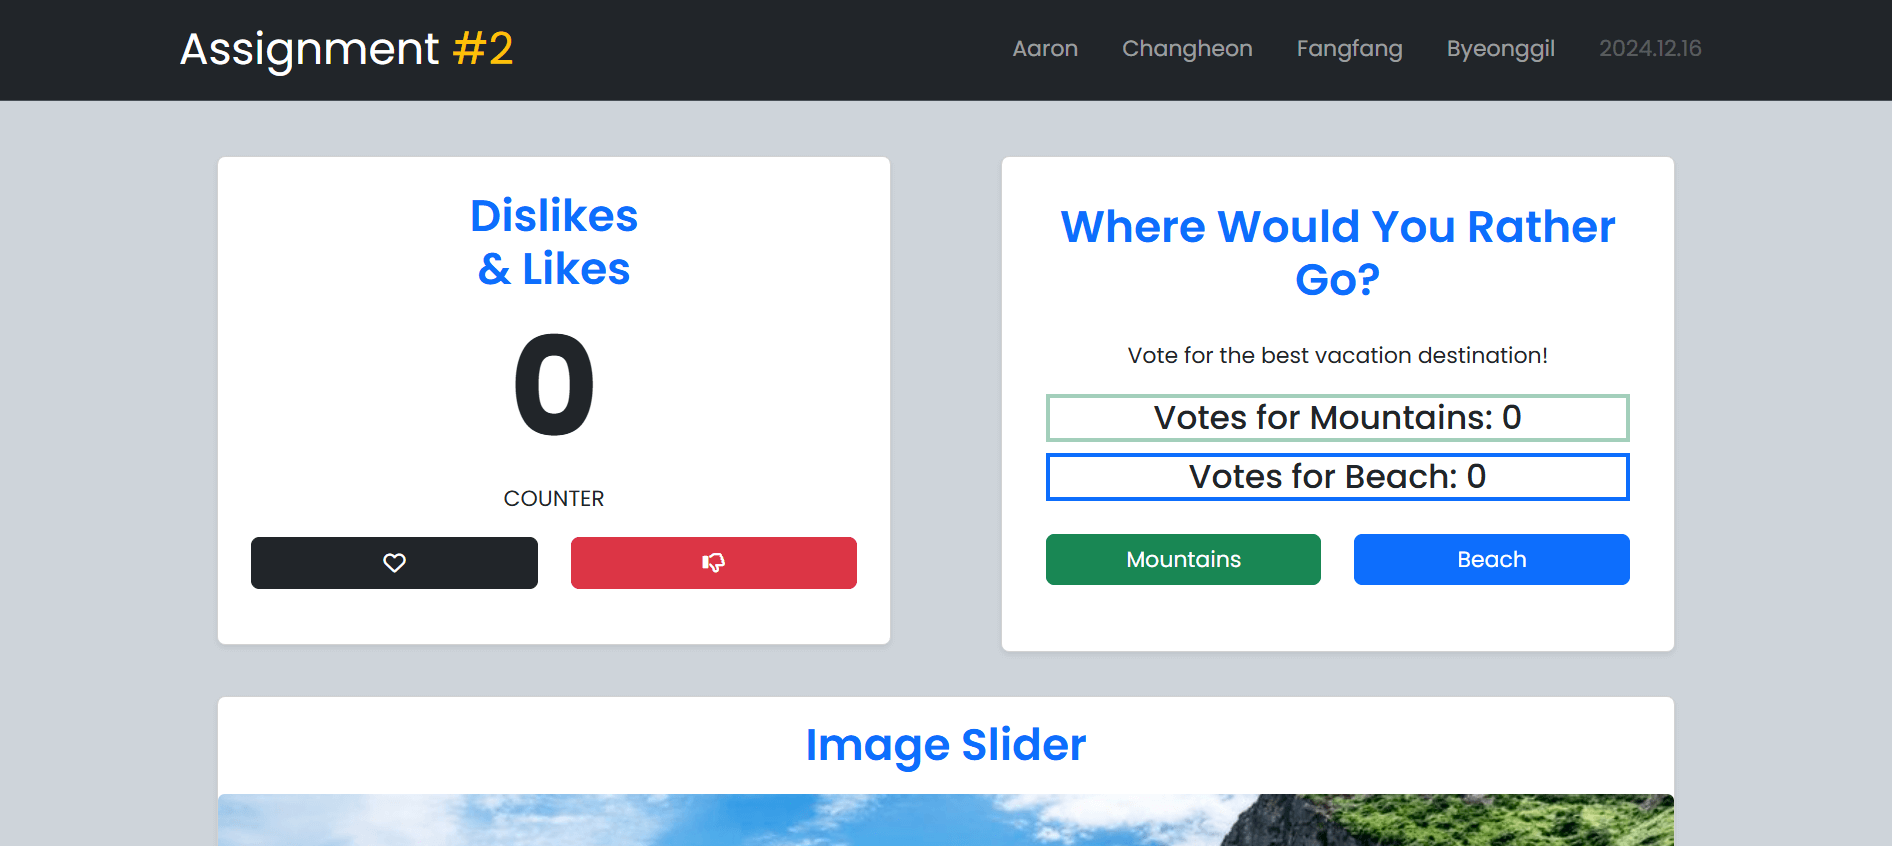 Assignment #2
Aaron Changheon Fangfang Byeonggil 2024.12.16
Dislikes
& Likes
0
COUNTER
Where Would You Rather
Go?
Vote for the best vacation destination!
Votes for Mountains: 0
Votes for Beach: 0
Mountains Beach
Image Slider